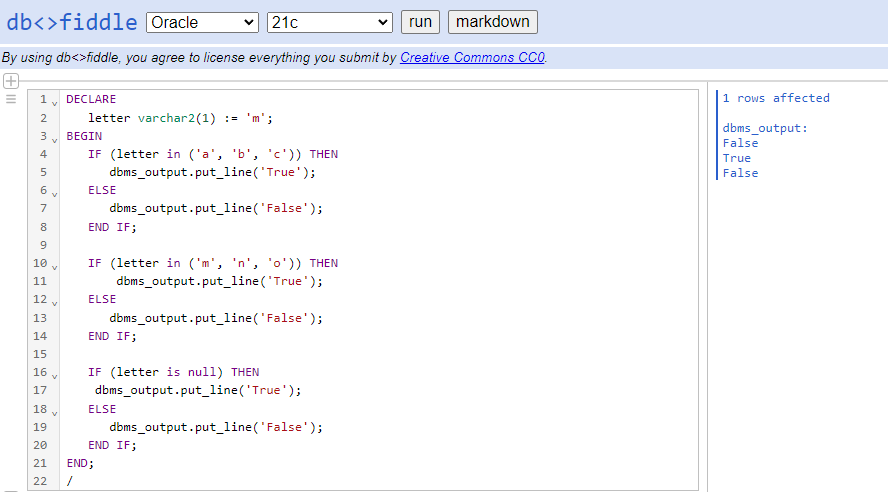 db<>fiddle Oracle 21c run markdown
By using db<>fiddle, you agree to license everything you submit by Creative Commons CC0.
1 DECLARE
2    letter varchar2(1) := 'm';
3 BEGIN
4    IF (letter in ('a', 'b', 'c')) THEN
5       dbms_output.put_line('True');
6    ELSE
7       dbms_output.put_line('False');
8    END IF;
9
10    IF (letter in ('m', 'n', 'o')) THEN
11        dbms_output.put_line('True');
12    ELSE
13       dbms_output.put_line('False');
14    END IF;
15
16    IF (letter is null) THEN
17     dbms_output.put_line('True');
18    ELSE
19       dbms_output.put_line('False');
20    END IF;
21 END;
22 /
1 rows affected
dbms_output:
False
True
False